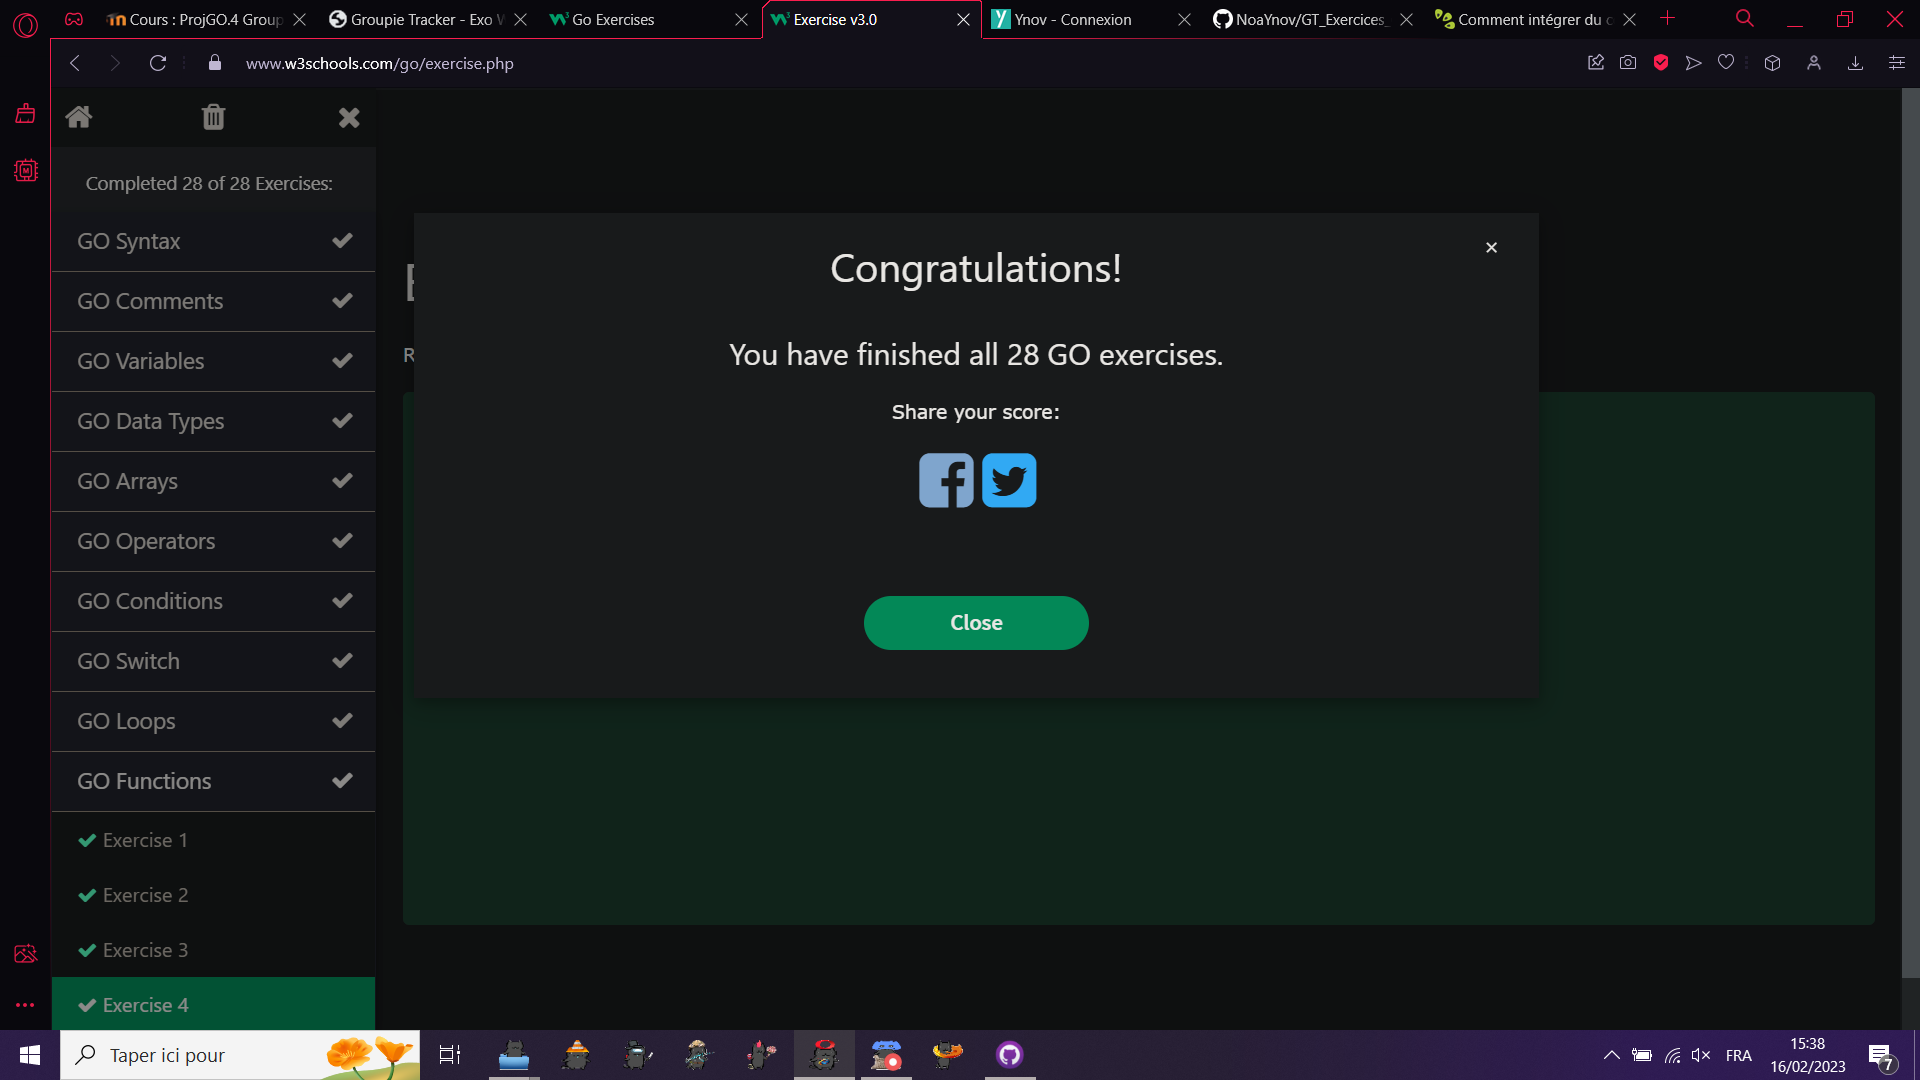 Cours : ProjGO.4 Group
Groupie Tracker - Exo
Go Exercises
Exercise v3.0
Ynov - Connexion
NoaYnov/GT_Exercices_
Comment intégrer du
www.w3schools.com/go/exercise.php
Completed 28 of 28 Exercises:
GO Syntax
GO Comments
GO Variables
GO Data Types
GO Arrays
GO Operators
GO Conditions
GO Switch
GO Loops
GO Functions
Exercise 1
Exercise 2
Exercise 3
Exercise 4
Congratulations!
You have finished all 28 GO exercises.
Share your score:
Close
Taper ici pour
FRA
15:38
16/02/2023
7